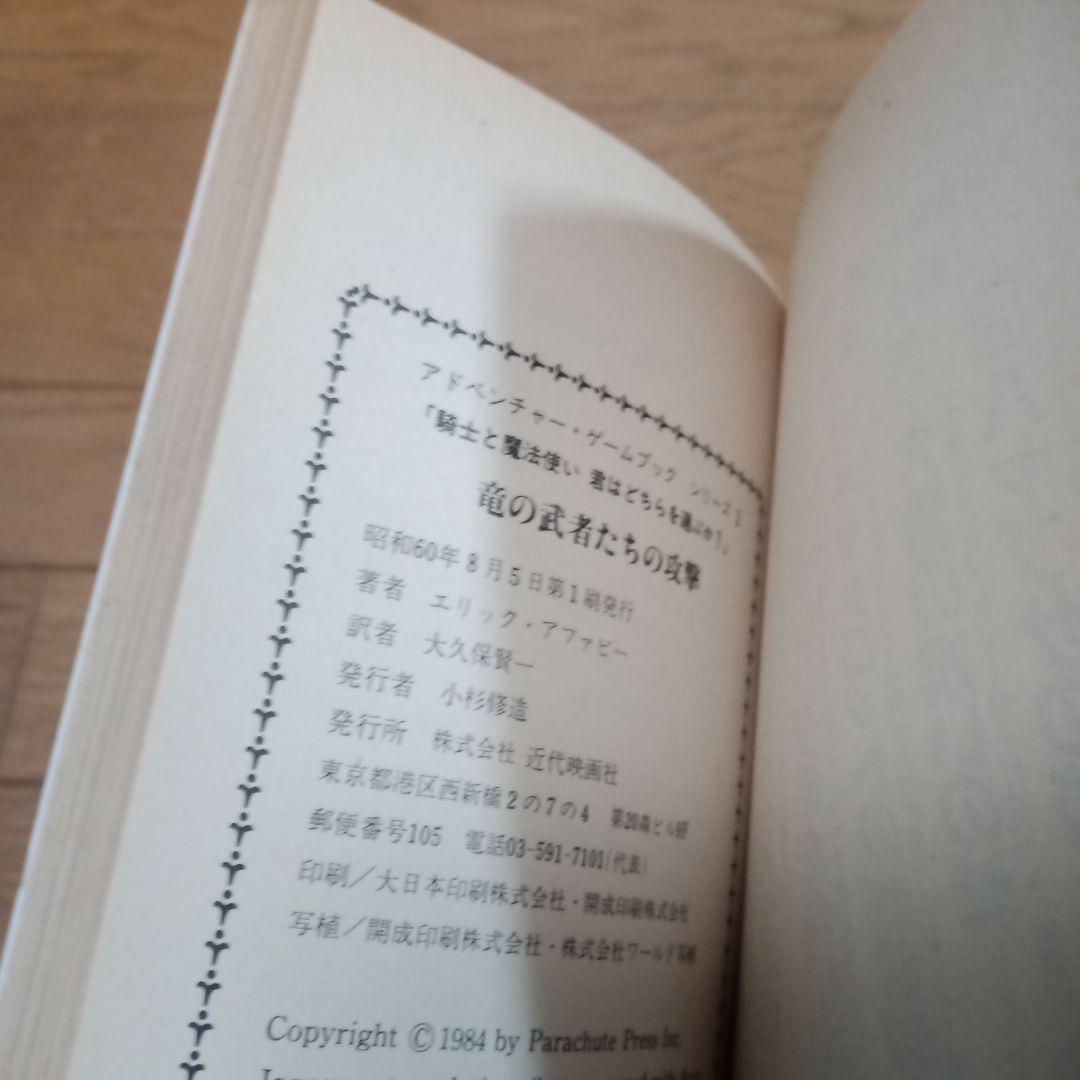 アドベンチャー・ゲームブック シリーズ1
「騎士と魔法使い 君はどちらを選ぶか?」
竜の武者たちの攻撃
昭和60年8月5日第1刷発行
著者 エリック・アファビー
訳者 大久保賢一
発行者 小杉修造
発行所 株式会社 近代映画社
東京都港区西新橋2の7の4 第20森ビル
郵便番号105 電話03-591-7101(代表)
印刷/大日本印刷株式会社・開成印刷株式会社
写植/開成印刷株式会社・株式会社ワールド写植
Copyright © 1984 by Parachute Press Inc.